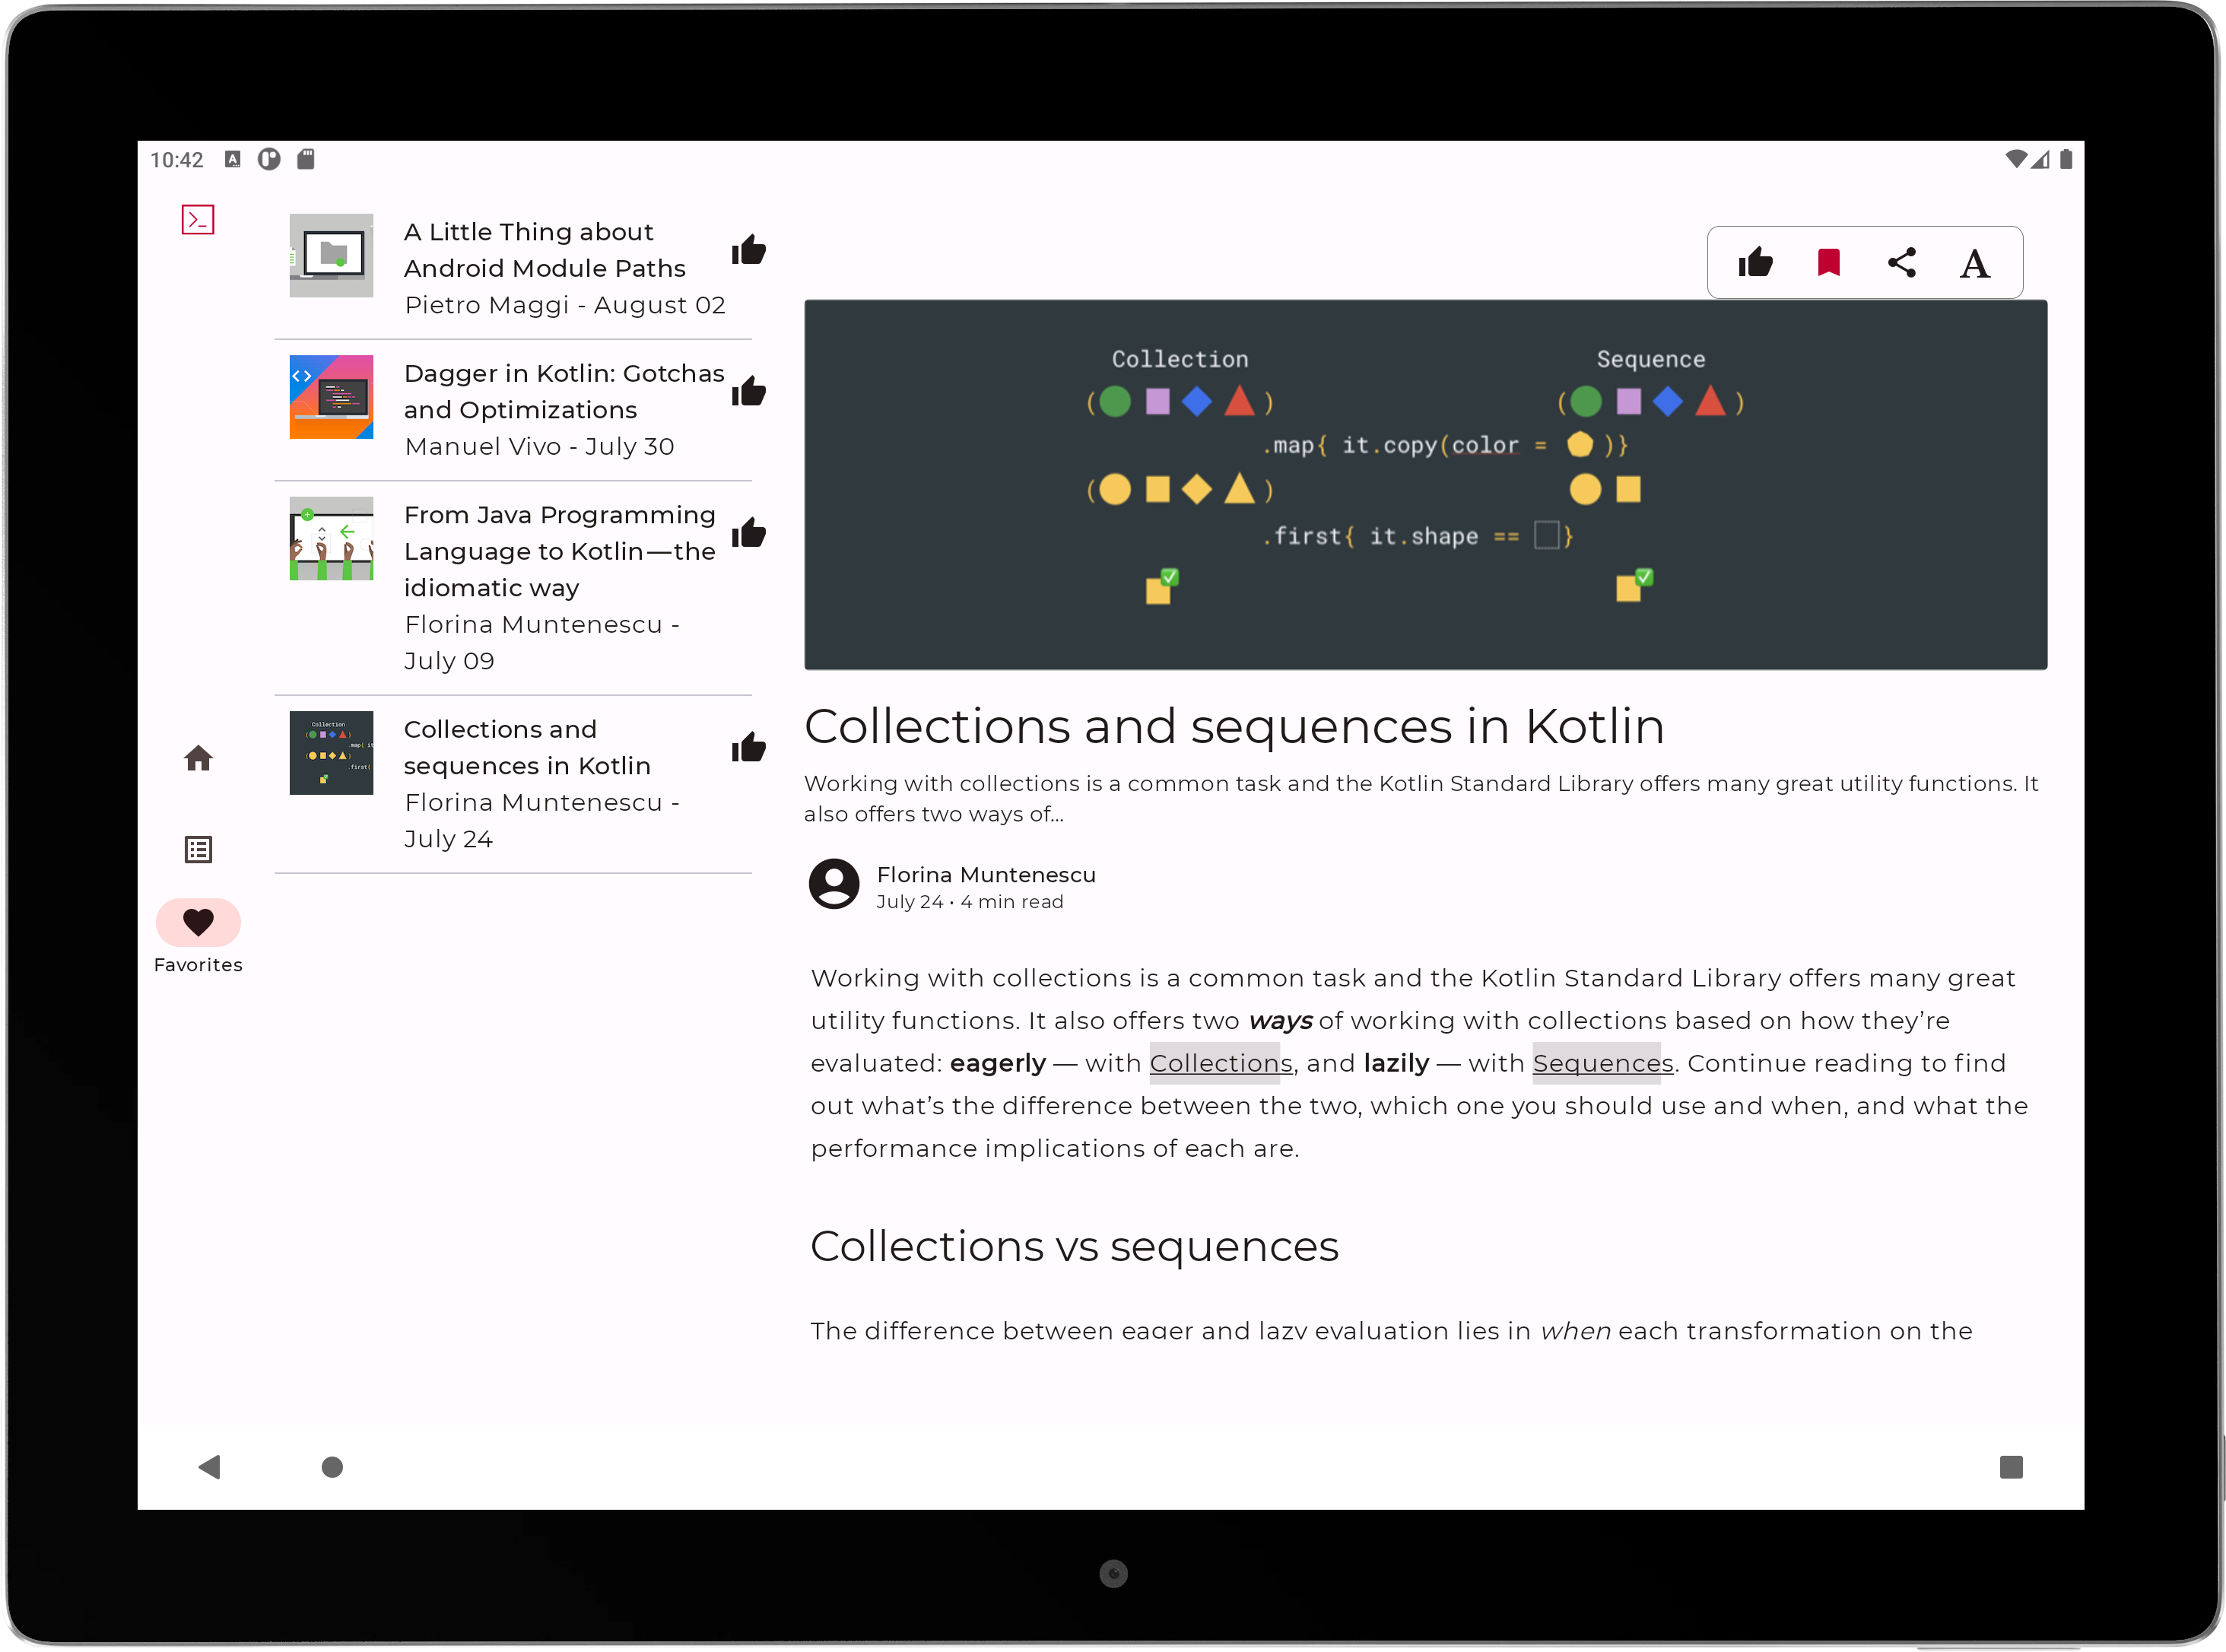 10:42
A Little Thing about
Android Module Paths
Pietro Maggi - August 02
Dagger in Kotlin: Gotchas
and Optimizations
Manuel Vivo - July 30
From Java Programming
Language to Kotlin—the
idiomatic way
Florina Muntenescu -
July 09
Collections and
sequences in Kotlin
Florina Muntenescu -
July 24
Favorites
A
Collection
Sequence
( )
( )
.map{ it.copy(color = )}
( )
.first{ it.shape == }
Collections and sequences in Kotlin
Working with collections is a common task and the Kotlin Standard Library offers many great utility functions. It
also offers two ways of...
Florina Muntenescu
July 24 • 4 min read
Working with collections is a common task and the Kotlin Standard Library offers many great
utility functions. It also offers two ways of working with collections based on how they’re
evaluated: eagerly — with Collections, and lazily — with Sequences. Continue reading to find
out what’s the difference between the two, which one you should use and when, and what the
performance implications of each are.
Collections vs sequences
The difference between eager and lazy evaluation lies in when each transformation on the